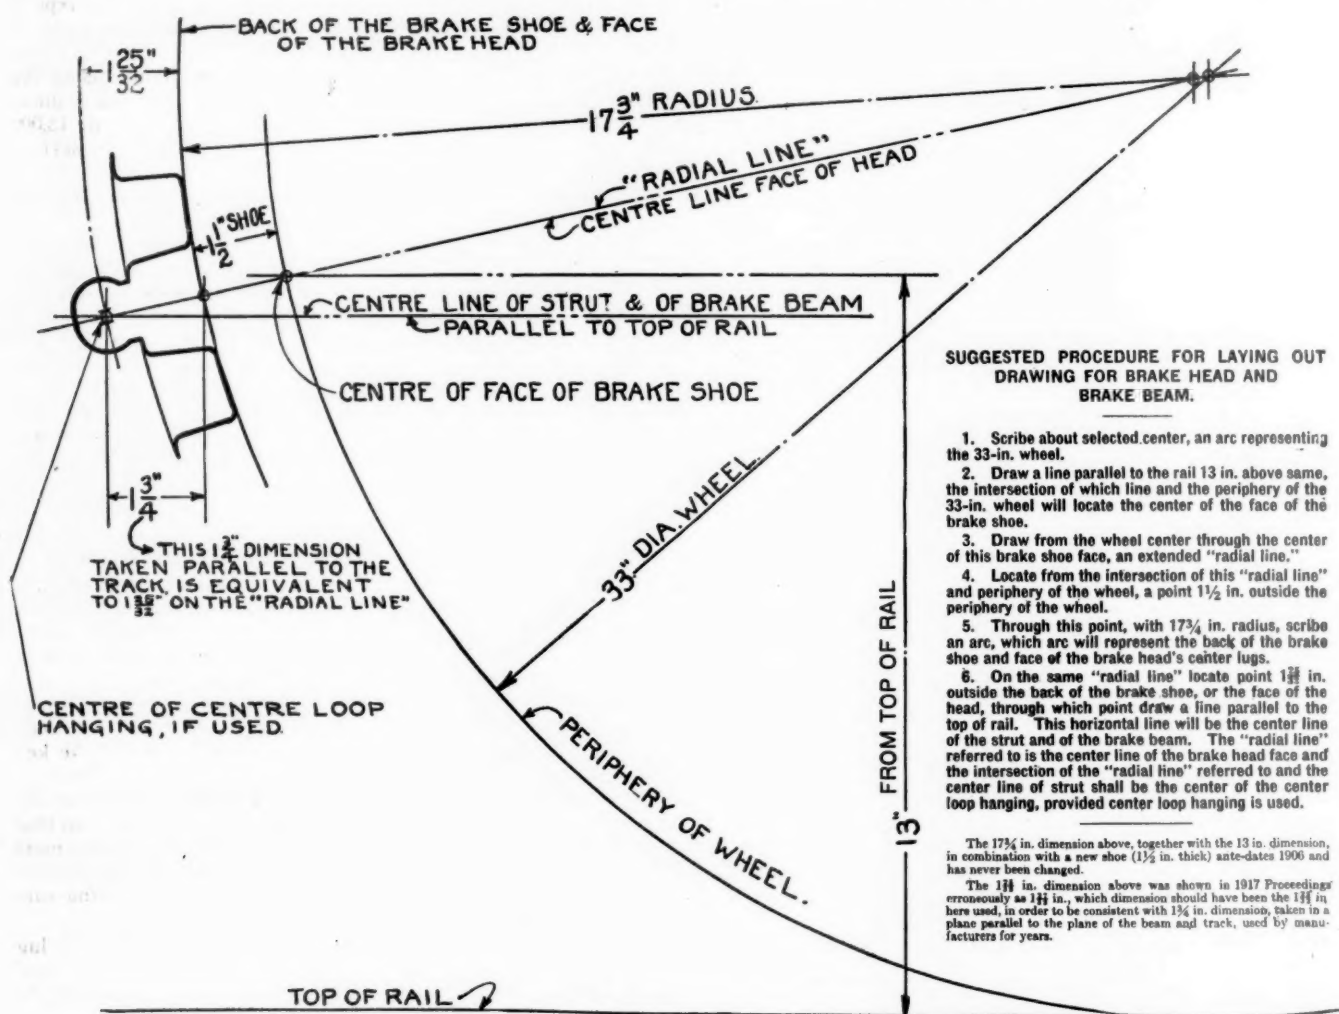 BACK OF THE BRAKE SHOE & FACE
OF THE BRAKE HEAD
1 25/32"
17 3/4" RADIUS.
"RADIAL LINE"
CENTRE LINE FACE OF HEAD
1 1/2" SHOE
CENTRE LINE OF STRUT & OF BRAKE BEAM
PARALLEL TO TOP OF RAIL
CENTRE OF FACE OF BRAKE SHOE
1 3/4"
THIS 1 3/4" DIMENSION
TAKEN PARALLEL TO THE
TRACK, IS EQUIVALENT
TO 1 25/32" ON THE "RADIAL LINE"
CENTRE OF CENTRE LOOP
HANGING, IF USED.
33" DIA. WHEEL.
PERIPHERY OF WHEEL.
13" FROM TOP OF RAIL
TOP OF RAIL
SUGGESTED PROCEDURE FOR LAYING OUT
DRAWING FOR BRAKE HEAD AND
BRAKE BEAM.
1. Scribe about selected center, an arc representing
the 33-in. wheel.
2. Draw a line parallel to the rail 13 in. above same,
the intersection of which line and the periphery of the
33-in. wheel will locate the center of the face of the
brake shoe.
3. Draw from the wheel center through the center
of this brake shoe face, an extended "radial line."
4. Locate from the intersection of this "radial line"
and periphery of the wheel, a point 1½ in. outside the
periphery of the wheel.
5. Through this point, with 17¾ in. radius, scribe
an arc, which arc will represent the back of the brake
shoe and face of the brake head's center lugs.
6. On the same "radial line" locate point 1 25/32 in.
outside the back of the brake shoe, or the face of the
head, through which point draw a line parallel to the
top of rail. This horizontal line will be the center line
of the strut and of the brake beam. The "radial line"
referred to is the center line of the brake head face and
the intersection of the "radial line" referred to and the
center line of strut shall be the center of the center
loop hanging, provided center loop hanging is used.
The 17¾ in. dimension above, together with the 13 in. dimension,
in combination with a new shoe (1½ in. thick) ante-dates 1906 and
has never been changed.
The in. dimension above was shown in 1917 Proceedings
erroneously as in., which dimension should have been the in.
here used, in order to be consistent with 1¾ in. dimension, taken in a
plane parallel to the plane of the beam and track, used by manu-
facturers for years.